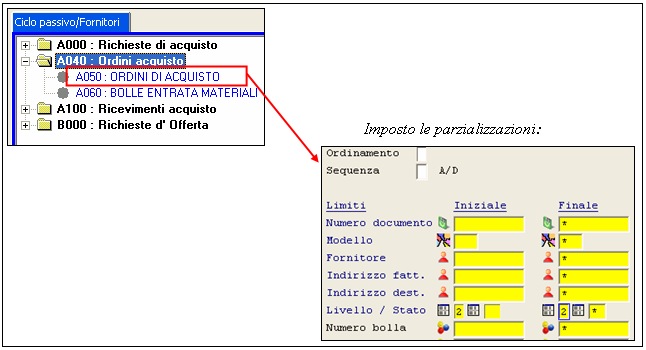 Ciclo passivo/Fornitori
A000 : Richieste di acquisto
A040 : Ordini acquisto
A050 : ORDINI DI ACQUISTO
A060 : BOLLE ENTRATA MATERIALI
A100 : Ricevimenti acquisto
B000 : Richieste d' Offerta
Imposto le parzializzazioni:
Ordinamento
Sequenza A/D
Limiti Iniziale Finale
Numero documento *
Modello *
Fornitore *
Indirizzo fatt. *
Indirizzo dest. *
Livello / Stato 2 2 *
Numero bolla *